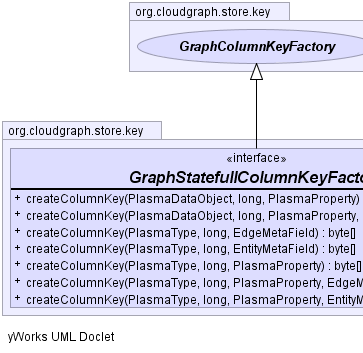 org.cloudgraph.store.key
GraphColumnKeyFactory
org.cloudgraph.store.key
«interface»
GraphStatefullColumnKeyFacto
+ createColumnKey(PlasmaDataObject, long, PlasmaProperty)
+ createColumnKey(PlasmaDataObject, long, PlasmaProperty,
+ createColumnKey(PlasmaType, long, EdgeMetaField) : byte[]
+ createColumnKey(PlasmaType, long, EntityMetaField) : byte[]
+ createColumnKey(PlasmaType, long, PlasmaProperty) : byte[]
+ createColumnKey(PlasmaType, long, PlasmaProperty, EdgeM
+ createColumnKey(PlasmaType, long, PlasmaProperty, EntityM
yWorks UML Doclet